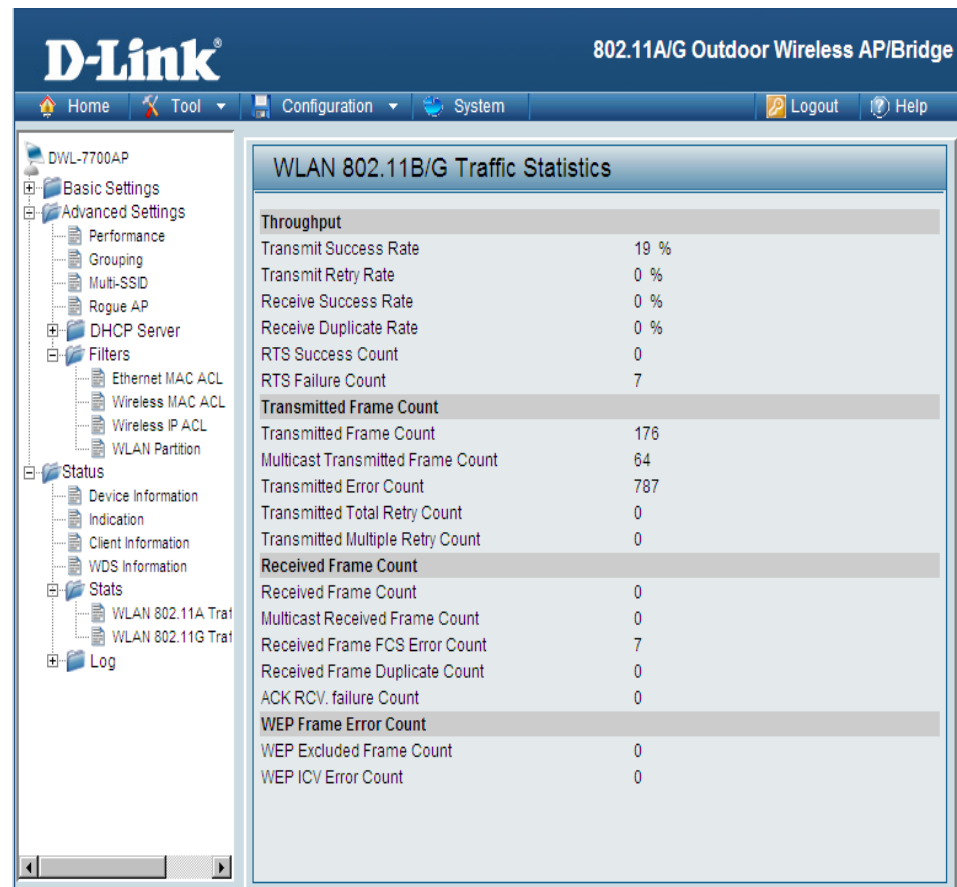 D-Link®
802.11A/G Outdoor Wireless AP/Bridge
Home Tool Configuration System Logout Help
DWL-7700AP
Basic Settings
Advanced Settings
Performance
Grouping
Multi-SSID
Rogue AP
DHCP Server
Filters
Ethernet MAC ACL
Wireless MAC ACL
Wireless IP ACL
WLAN Partition
Status
Device Information
Indication
Client Information
WDS Information
Stats
WLAN 802.11A Traf
WLAN 802.11G Traf
Log
WLAN 802.11B/G Traffic Statistics
Throughput
Transmit Success Rate 19 %
Transmit Retry Rate 0 %
Receive Success Rate 0 %
Receive Duplicate Rate 0 %
RTS Success Count 0
RTS Failure Count 7
Transmitted Frame Count
Transmitted Frame Count 176
Multicast Transmitted Frame Count 64
Transmitted Error Count 787
Transmitted Total Retry Count 0
Transmitted Multiple Retry Count 0
Received Frame Count
Received Frame Count 0
Multicast Received Frame Count 0
Received Frame FCS Error Count 7
Received Frame Duplicate Count 0
ACK RCV. failure Count 0
WEP Frame Error Count
WEP Excluded Frame Count 0
WEP ICV Error Count 0